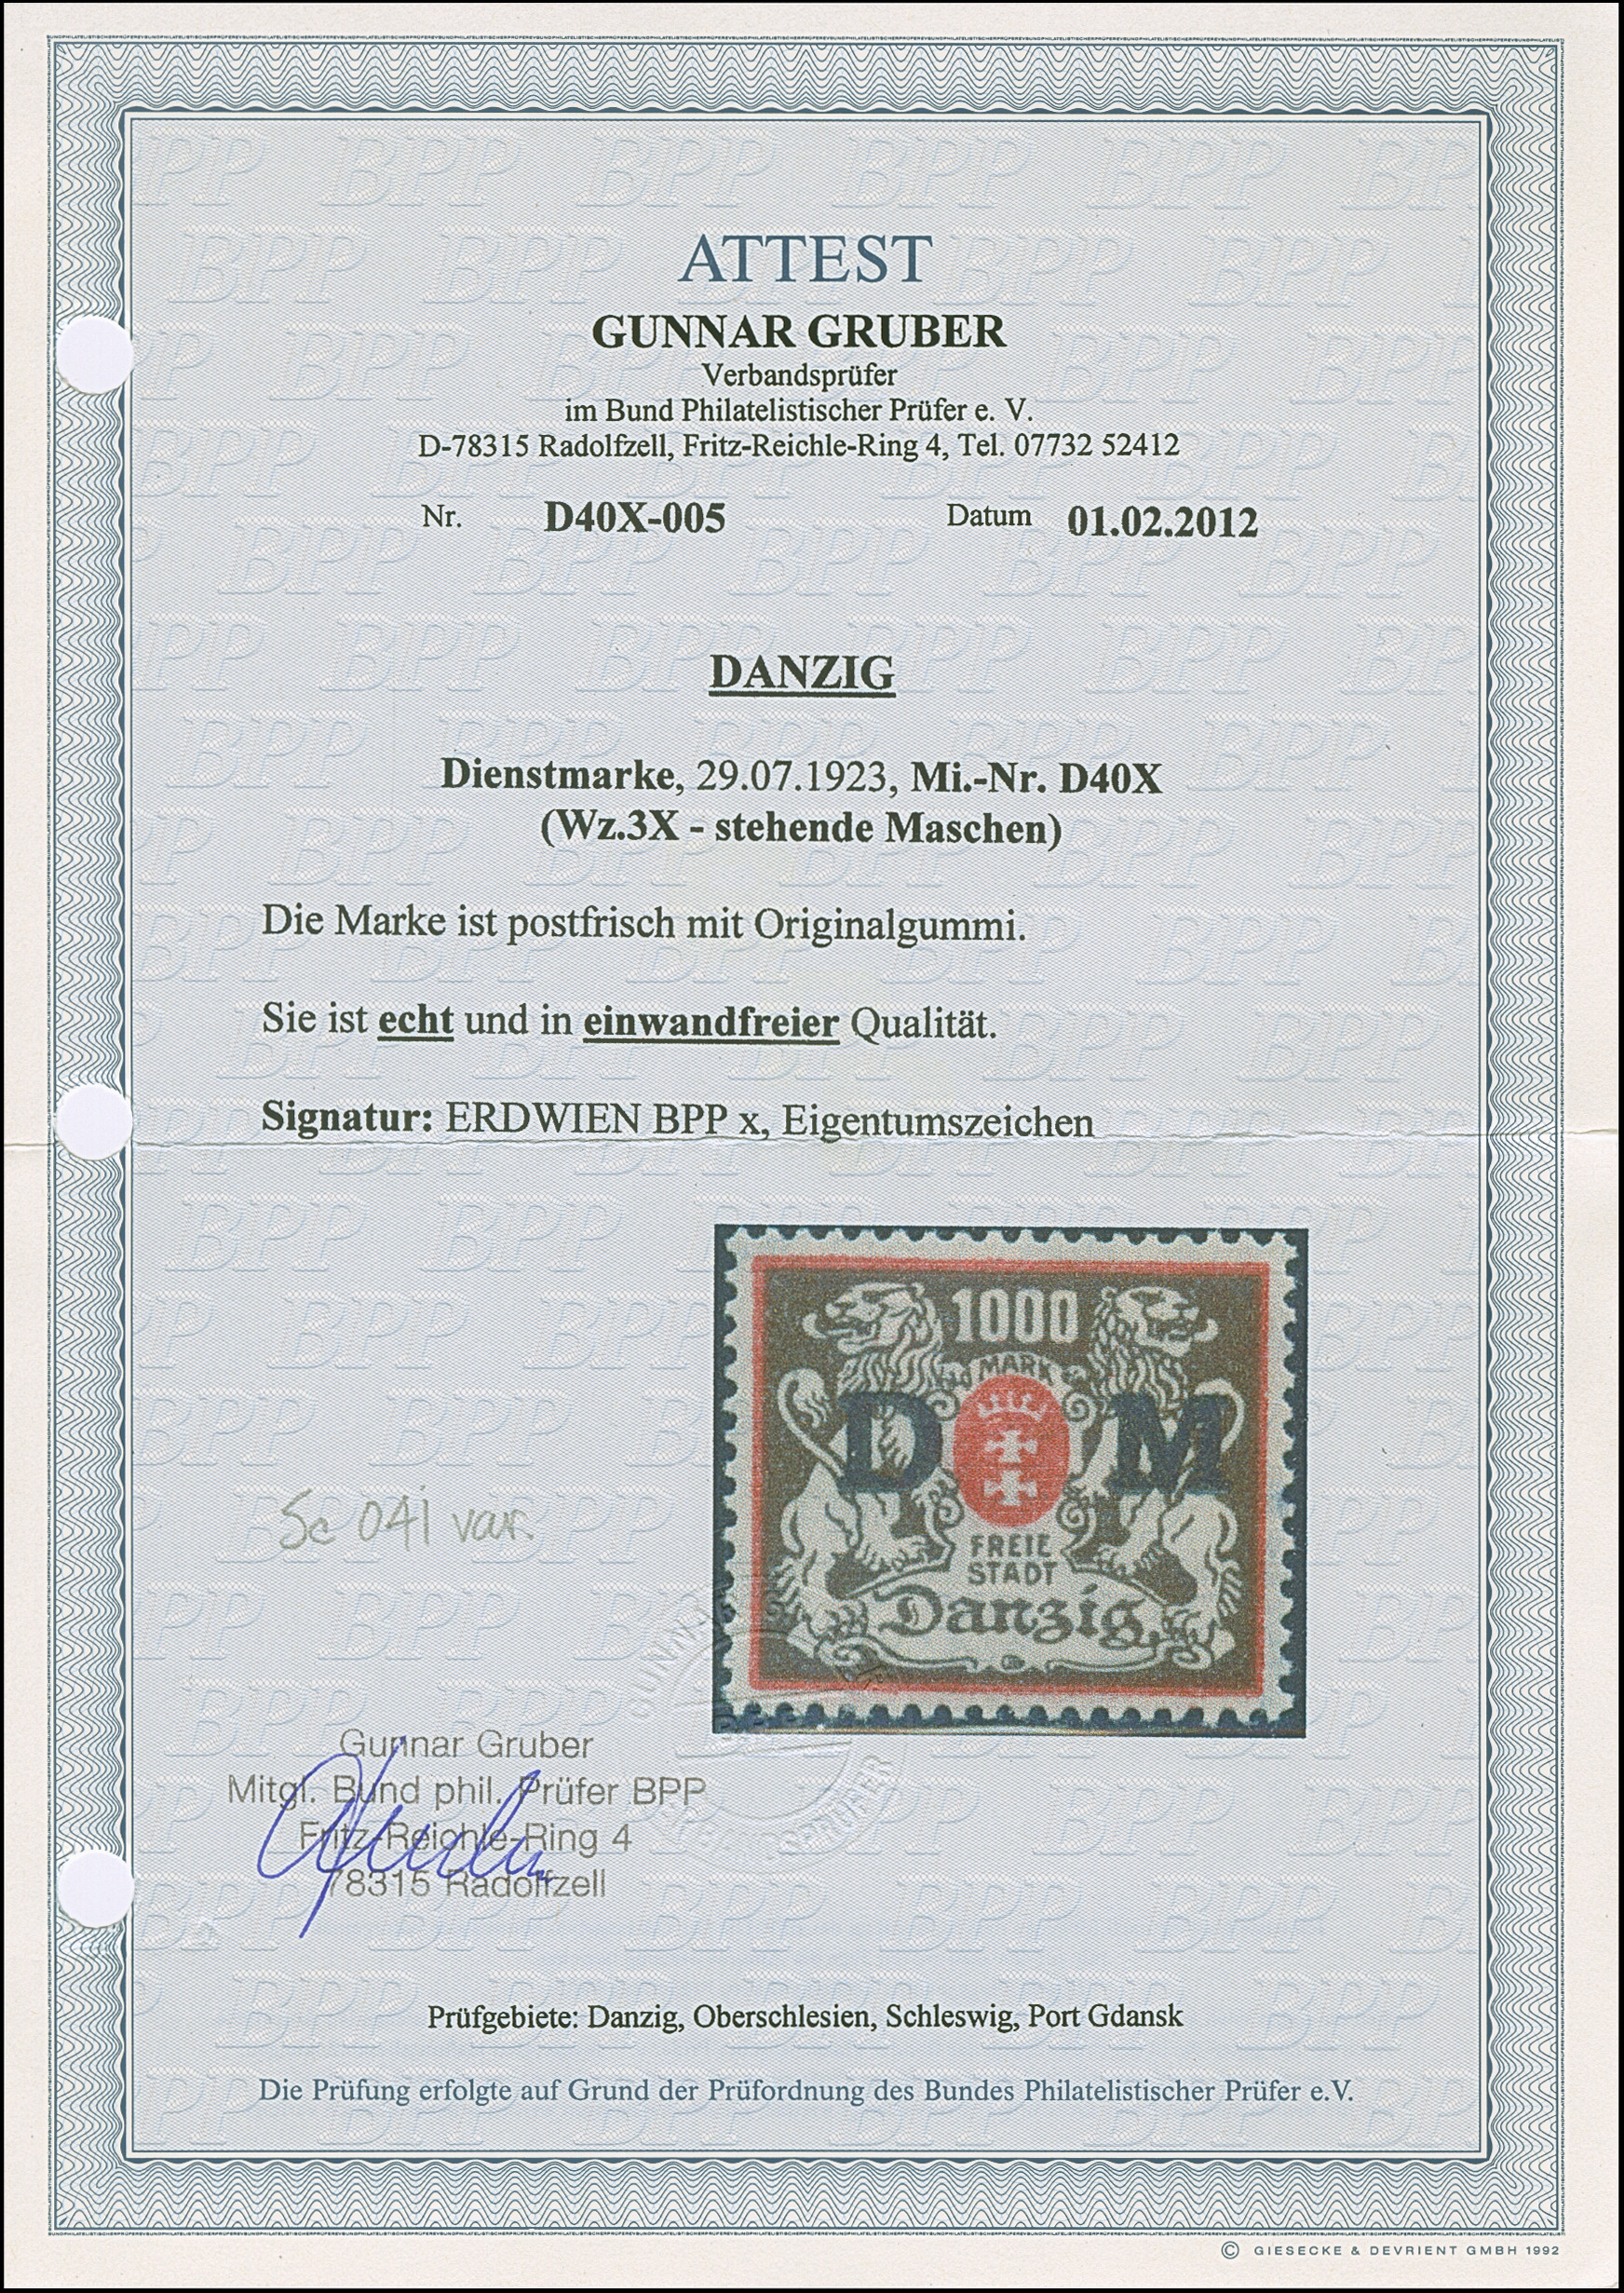 ATTEST
GUNNAR GRUBER
Verbandsprüfer
im Bund Philatelistischer Prüfer e. V.
D-78315 Radolfzell, Fritz-Reichle-Ring 4, Tel. 07732 52412
Nr. D40X-005 Datum 01.02.2012
DANZIG
Dienstmarke, 29.07.1923, Mi.-Nr. D40X
(Wz.3X - stehende Maschen)
Die Marke ist postfrisch mit Originalgummi.
Sie ist echt und in einwandfreier Qualität.
Signatur: ERDWIEN BPP x, Eigentumszeichen
1000
MARK
D M
FREIE
STADT
Danzig
Sc O41 var.
Gunnar Gruber
Mitgl. Bund phil. Prüfer BPP
Fritz-Reichle-Ring 4
78315 Radolfzell
Prüfgebiete: Danzig, Oberschlesien, Schleswig, Port Gdansk
Die Prüfung erfolgte auf Grund der Prüfordnung des Bundes Philatelistischer Prüfer e.V.
© GIESECKE & DEVRIENT GMBH 1992